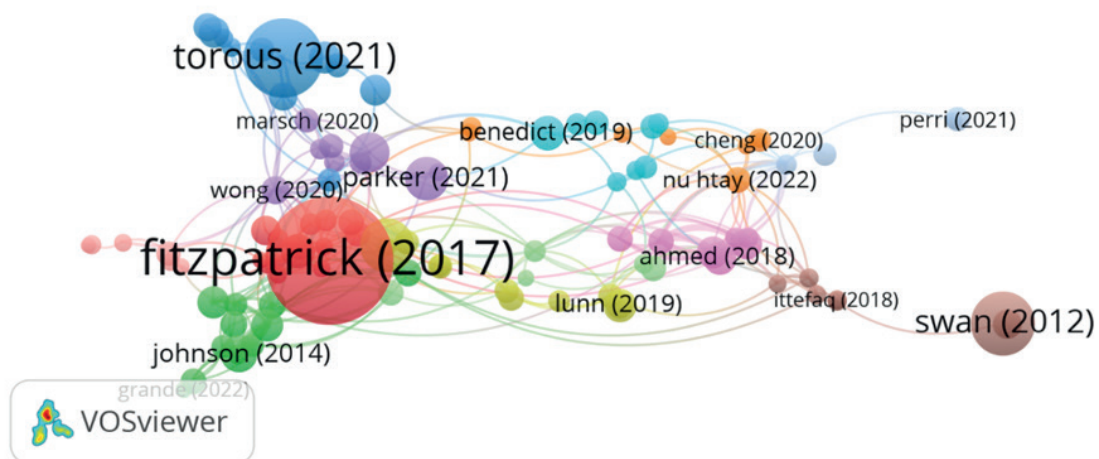 torous (2021)
marsch (2020)
benedict (2019)
perri (2021)
cheng (2020)
wong (2020)
parker (2021)
nu htay (2022)
fitzpatrick (2017)
ahmed (2018)
lunn (2019)
ittefaq (2018)
swan (2012)
johnson (2014)
grande (2022)
VOSviewer